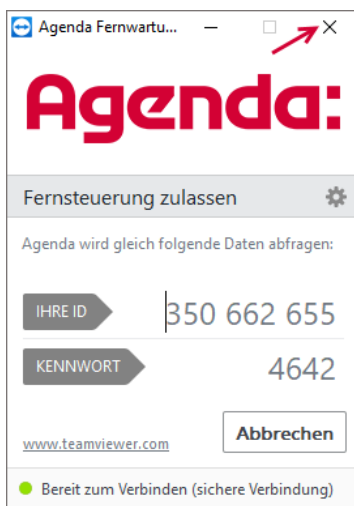 Agenda Fernwartu...
Agenda:
Fernsteuerung zulassen
Agenda wird gleich folgende Daten abfragen:
IHRE ID 350 662 655
KENNWORT 4642
www.teamviewer.com Abbrechen
Bereit zum Verbinden (sichere Verbindung)